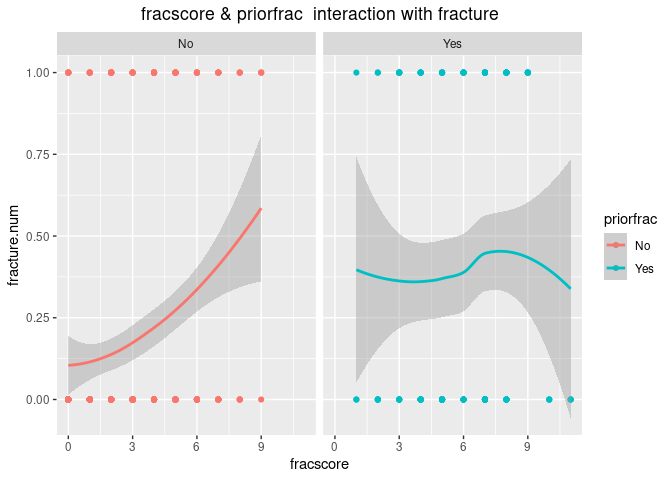 fracscore & priorfrac  interaction with fracture
No
Yes
1.00
0.75
0.50
0.25
0.00
fracture.num
0 3 6 9
0 3 6 9
fracscore
priorfrac
No
Yes